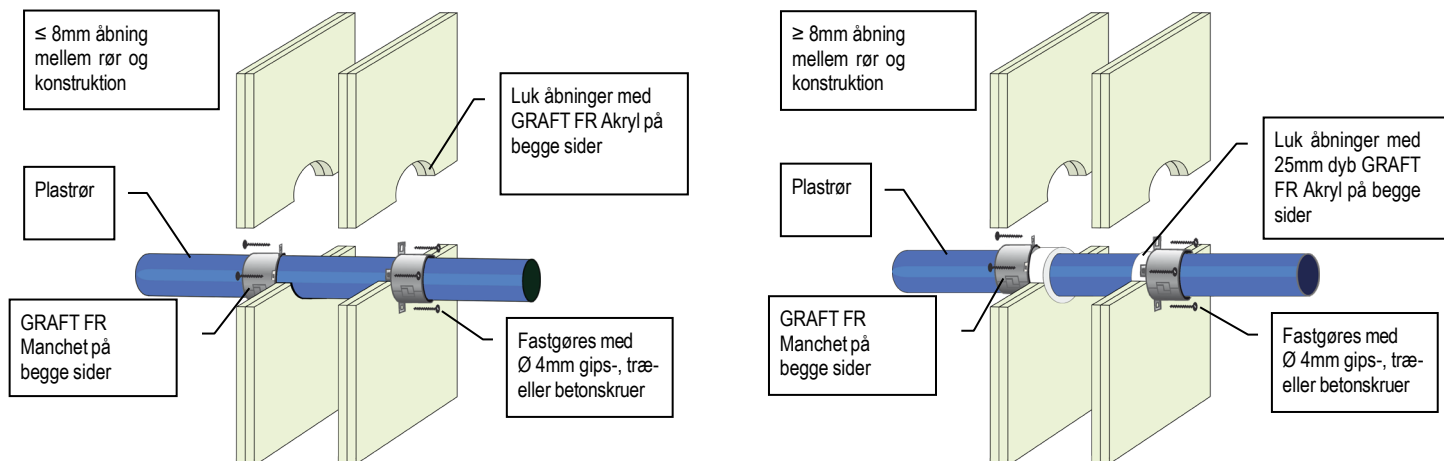 ≤ 8mm åbning
mellem rør og
konstruktion
Luk åbninger med
GRAFT FR Akryl på
begge sider
Plastrør
GRAFT FR
Manchet på
begge sider
Fastgøres med
Ø 4mm gips-, træ-
eller betonskruer
≥ 8mm åbning
mellem rør og
konstruktion
Luk åbninger med
25mm dyb GRAFT
FR Akryl på begge
sider
Plastrør
GRAFT FR
Manchet på
begge sider
Fastgøres med
Ø 4mm gips-, træ-
eller betonskruer